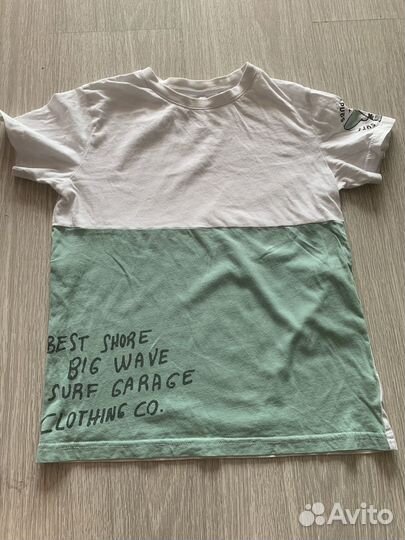 BEST SHORE
BIG WAVE
SURF GARAGE
CLOTHING CO.
Avito